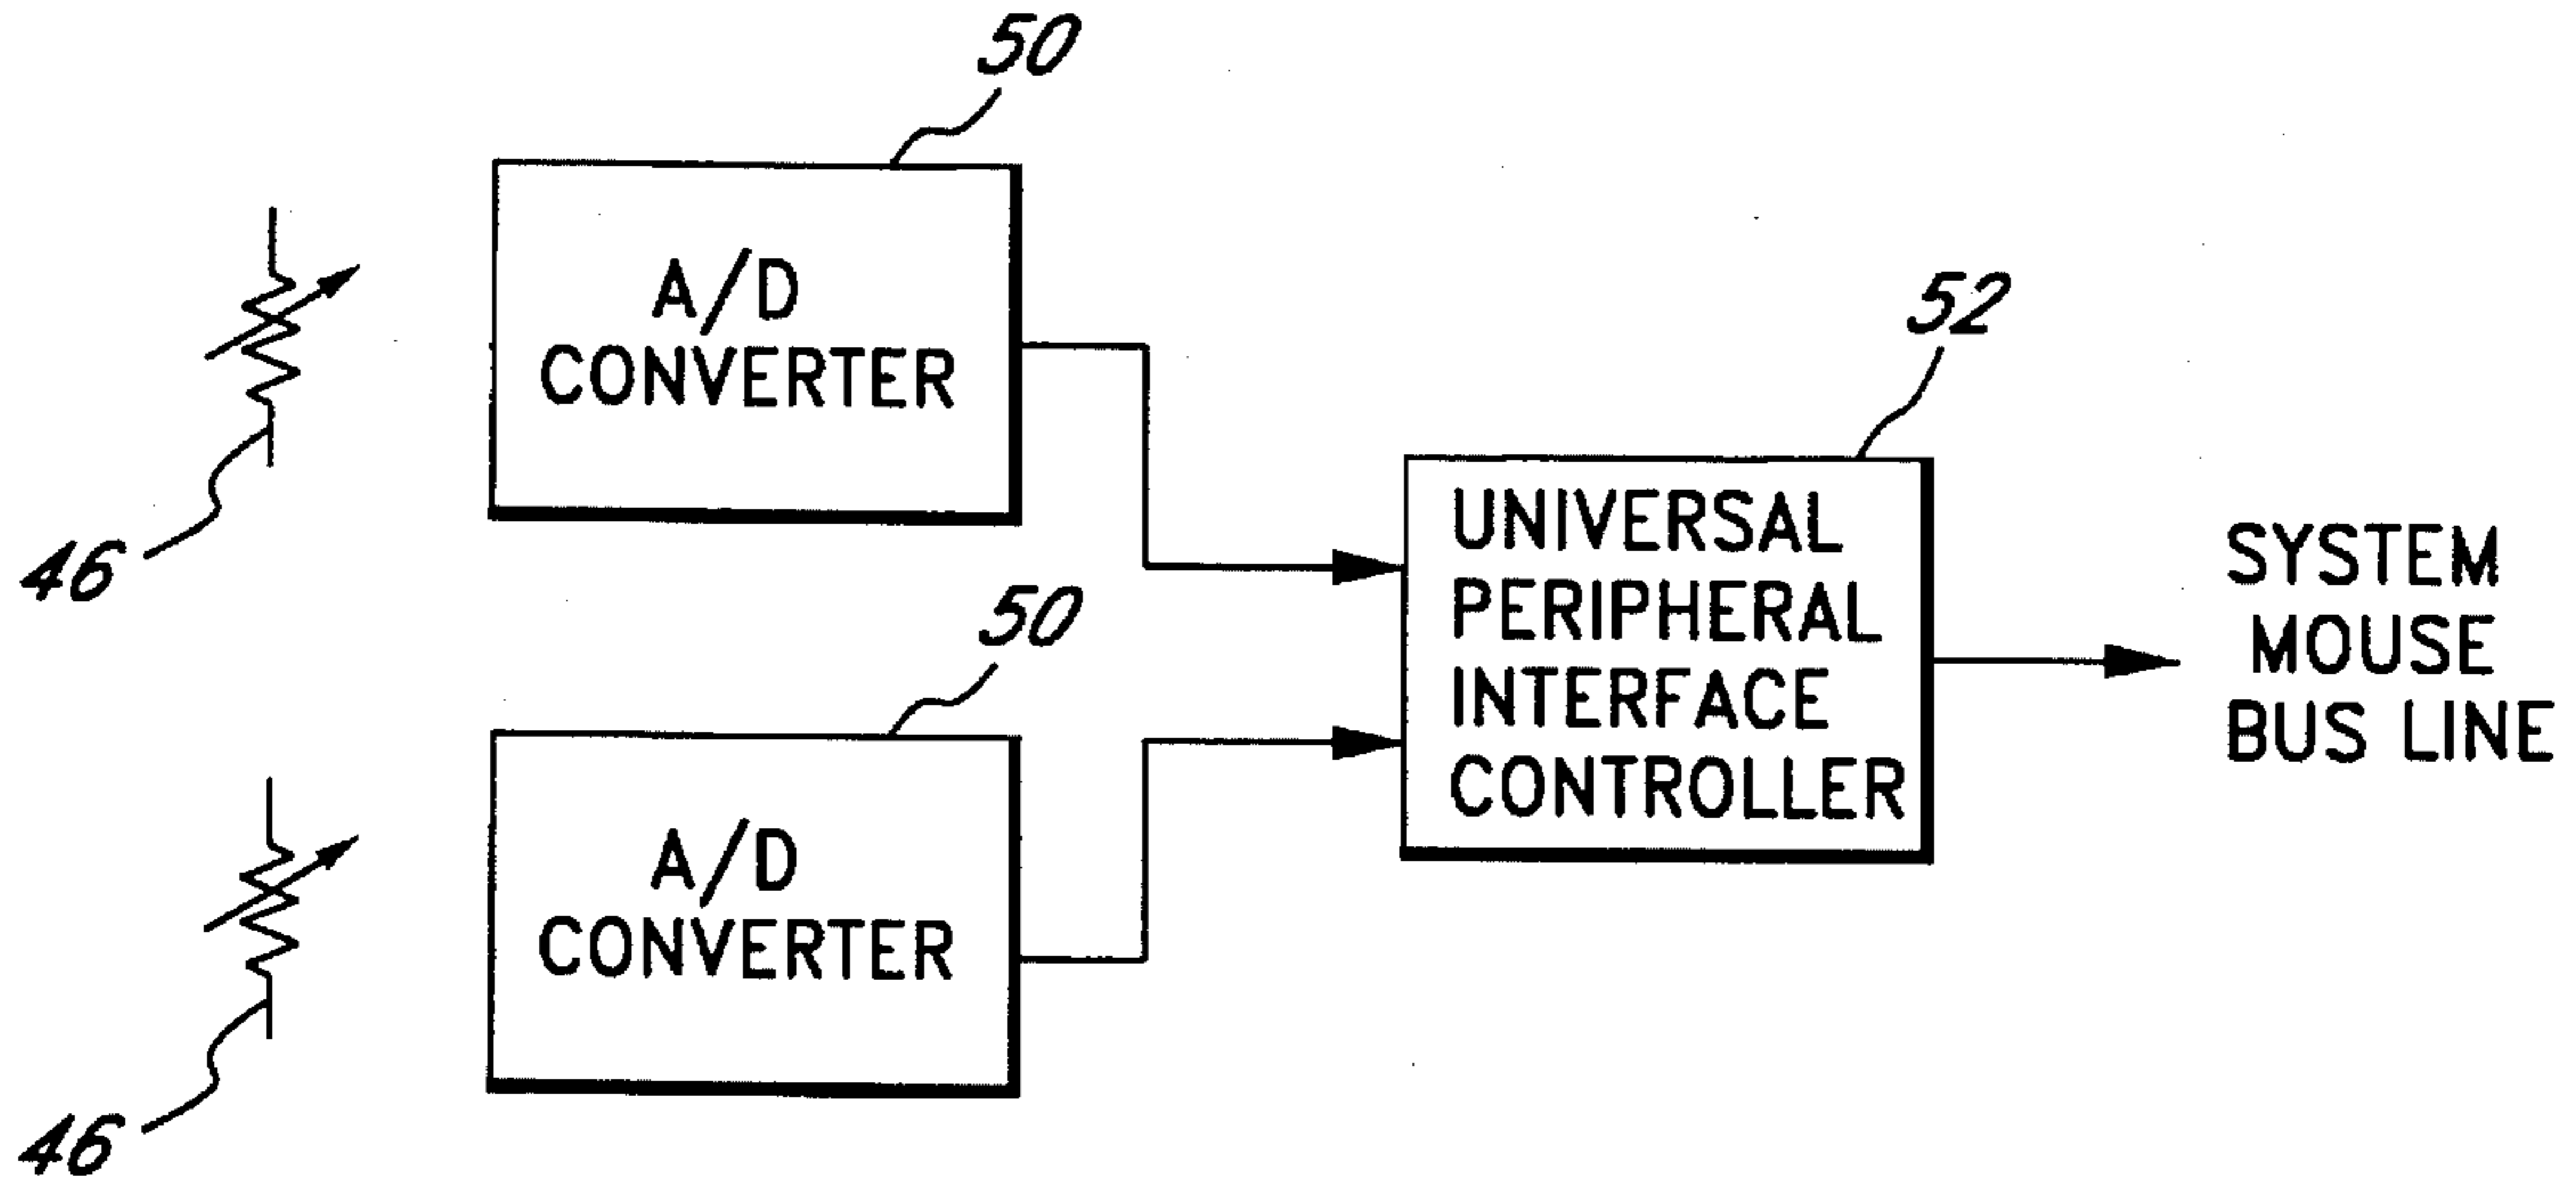 50
A/D
CONVERTER
46
52
UNIVERSAL
PERIPHERAL
INTERFACE
CONTROLLER
SYSTEM
MOUSE
BUS LINE
50
A/D
CONVERTER
46